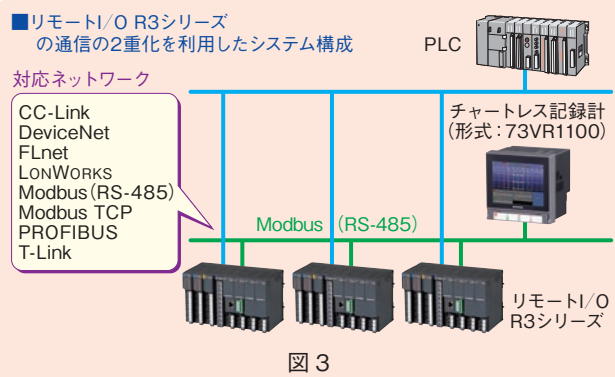 ■リモートI/O R3シリーズ
の通信の2重化を利用したシステム構成
PLC
対応ネットワーク
CC-Link
DeviceNet
FLnet
LONWORKS
Modbus(RS-485)
Modbus TCP
PROFIBUS
T-Link
チャートレス記録計
(形式:73VR1100)
Modbus (RS-485)
リモートI/O
R3シリーズ
図3